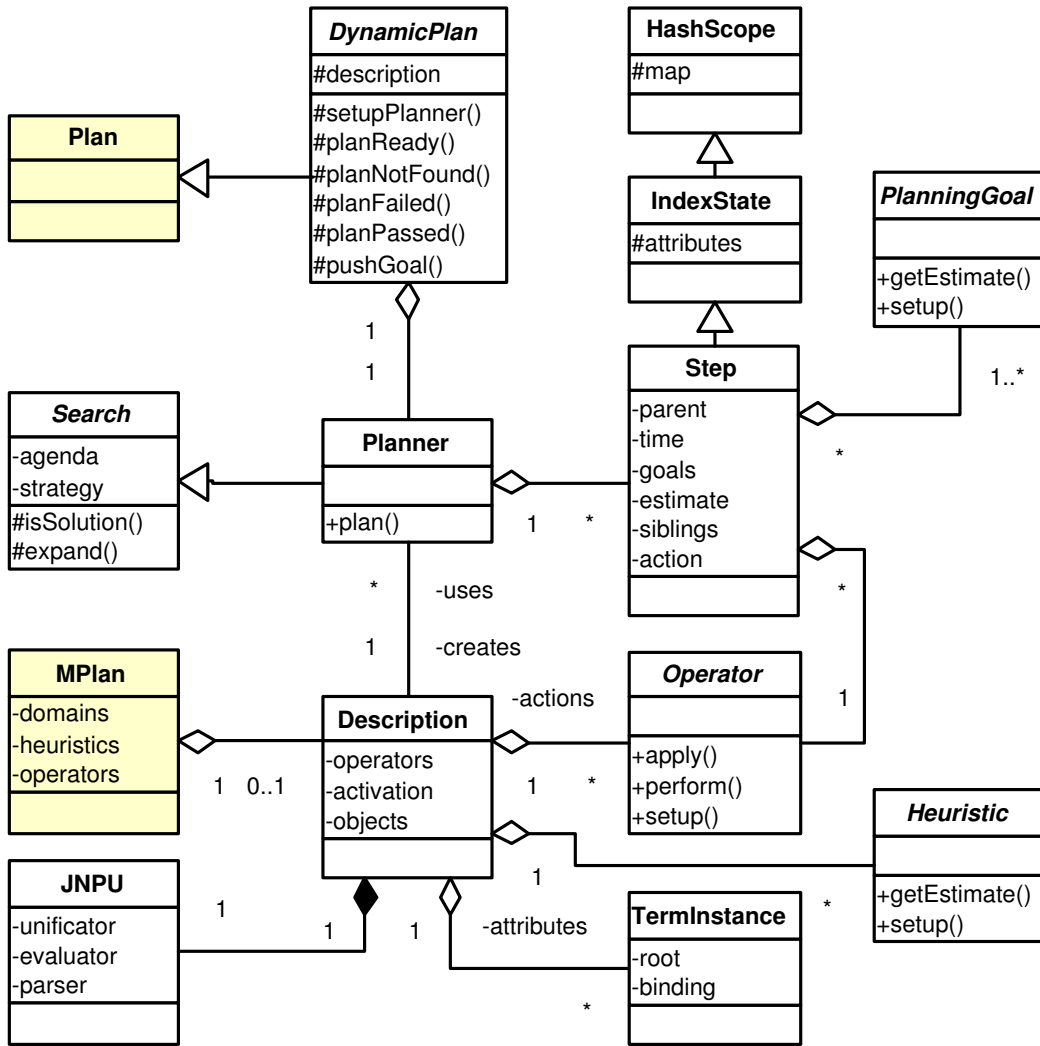 DynamicPlan
#description
#setupPlanner()
#planReady()
#planNotFound()
#planFailed()
#planPassed()
#pushGoal()
HashScope
#map
Plan
IndexState
#attributes
PlanningGoal
+getEstimate()
+setup()
1
1
Step
-parent
-time
-goals
-estimate
-siblings
-action
1..*
*
Search
-agenda
-strategy
#isSolution()
#expand()
Planner
+plan()
1
*
*
1
*
-uses
1
-creates
MPlan
-domains
-heuristics
-operators
1
0..1
Description
-operators
-activation
-objects
-actions
1
*
Operator
+apply()
+perform()
+setup()
Heuristic
+getEstimate()
+setup()
1
*
JNPU
-unificator
-evaluator
-parser
1
1
1
-attributes
*
TermInstance
-root
-binding